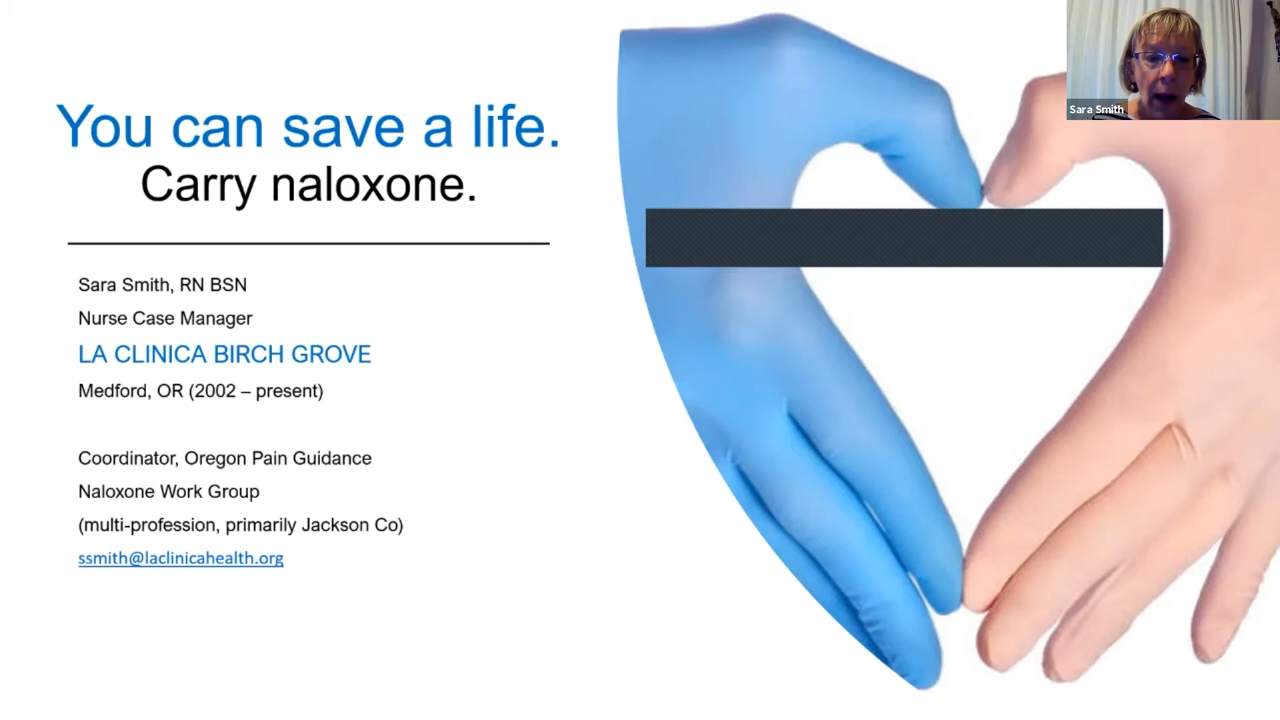 You can save a life.
Carry naloxone.
Sara Smith, RN BSN
Nurse Case Manager
LA CLINICA BIRCH GROVE
Medford, OR (2002 – present)
Coordinator, Oregon Pain Guidance
Naloxone Work Group
(multi-profession, primarily Jackson Co)
ssmith@laclinicahealth.org
Sara Smith